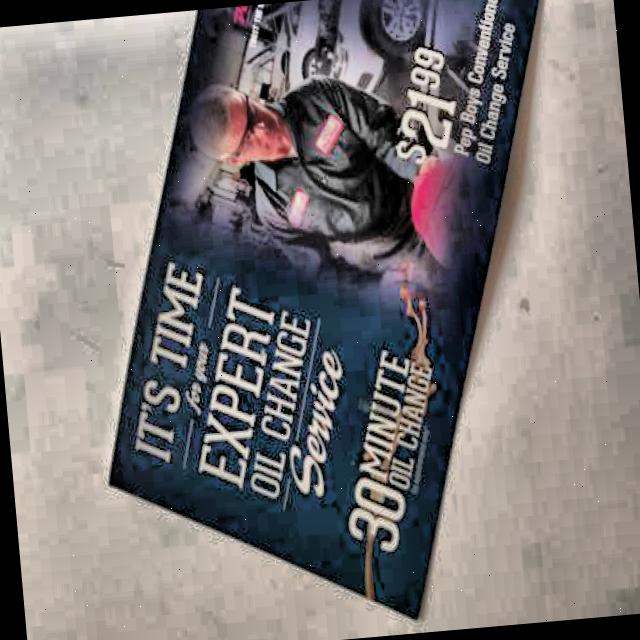 IT'S TIME
for your
EXPERT
OIL CHANGE
Service
30 MINUTE
OIL CHANGE
$21.99
Pep Boys Conventional
Oil Change Service